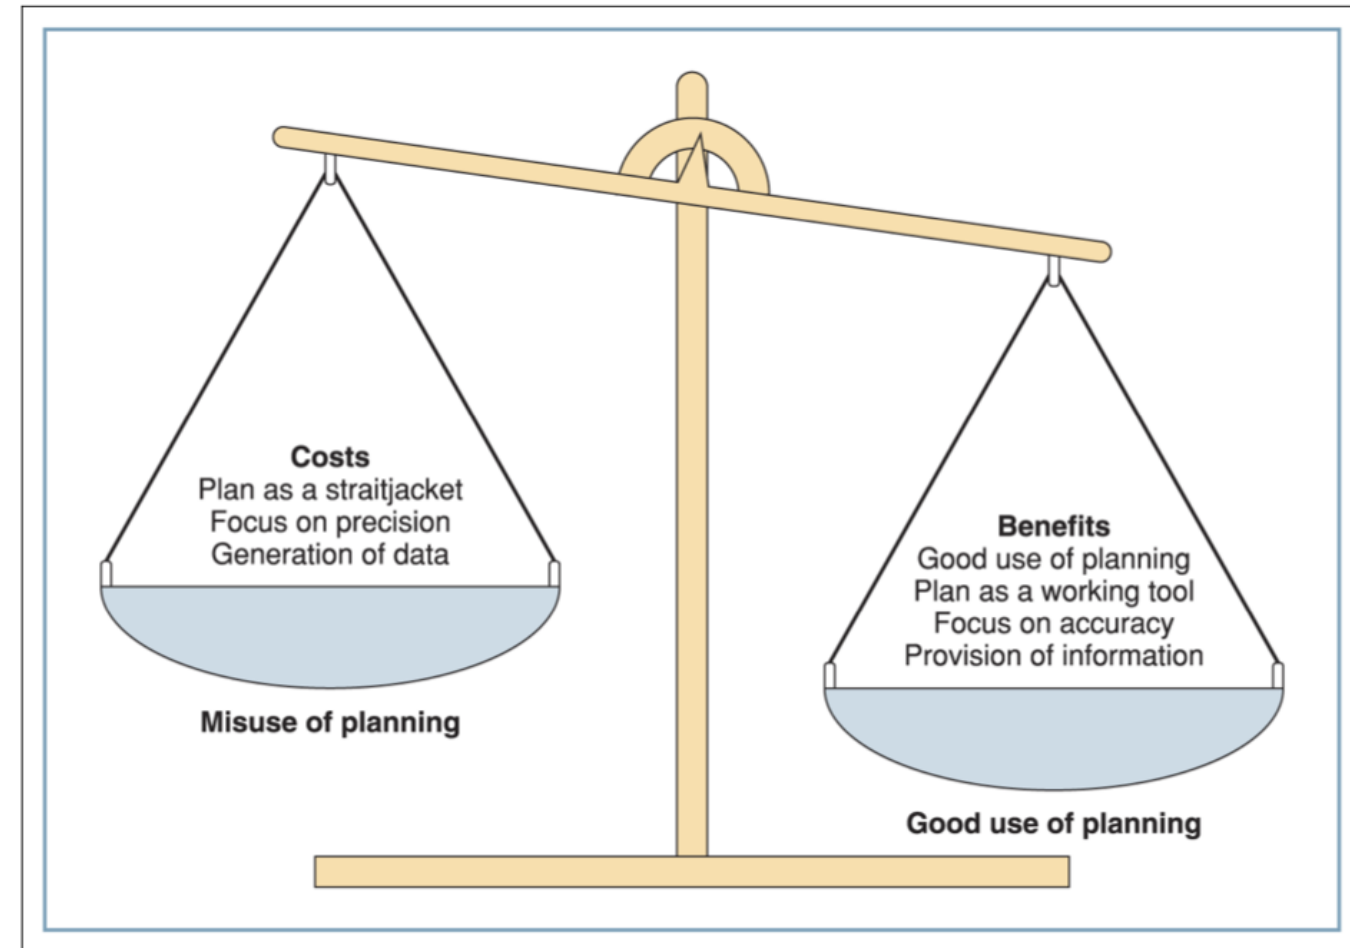 Costs
Plan as a straitjacket
Focus on precision
Generation of data
Misuse of planning
Benefits
Good use of planning
Plan as a working tool
Focus on accuracy
Provision of information
Good use of planning